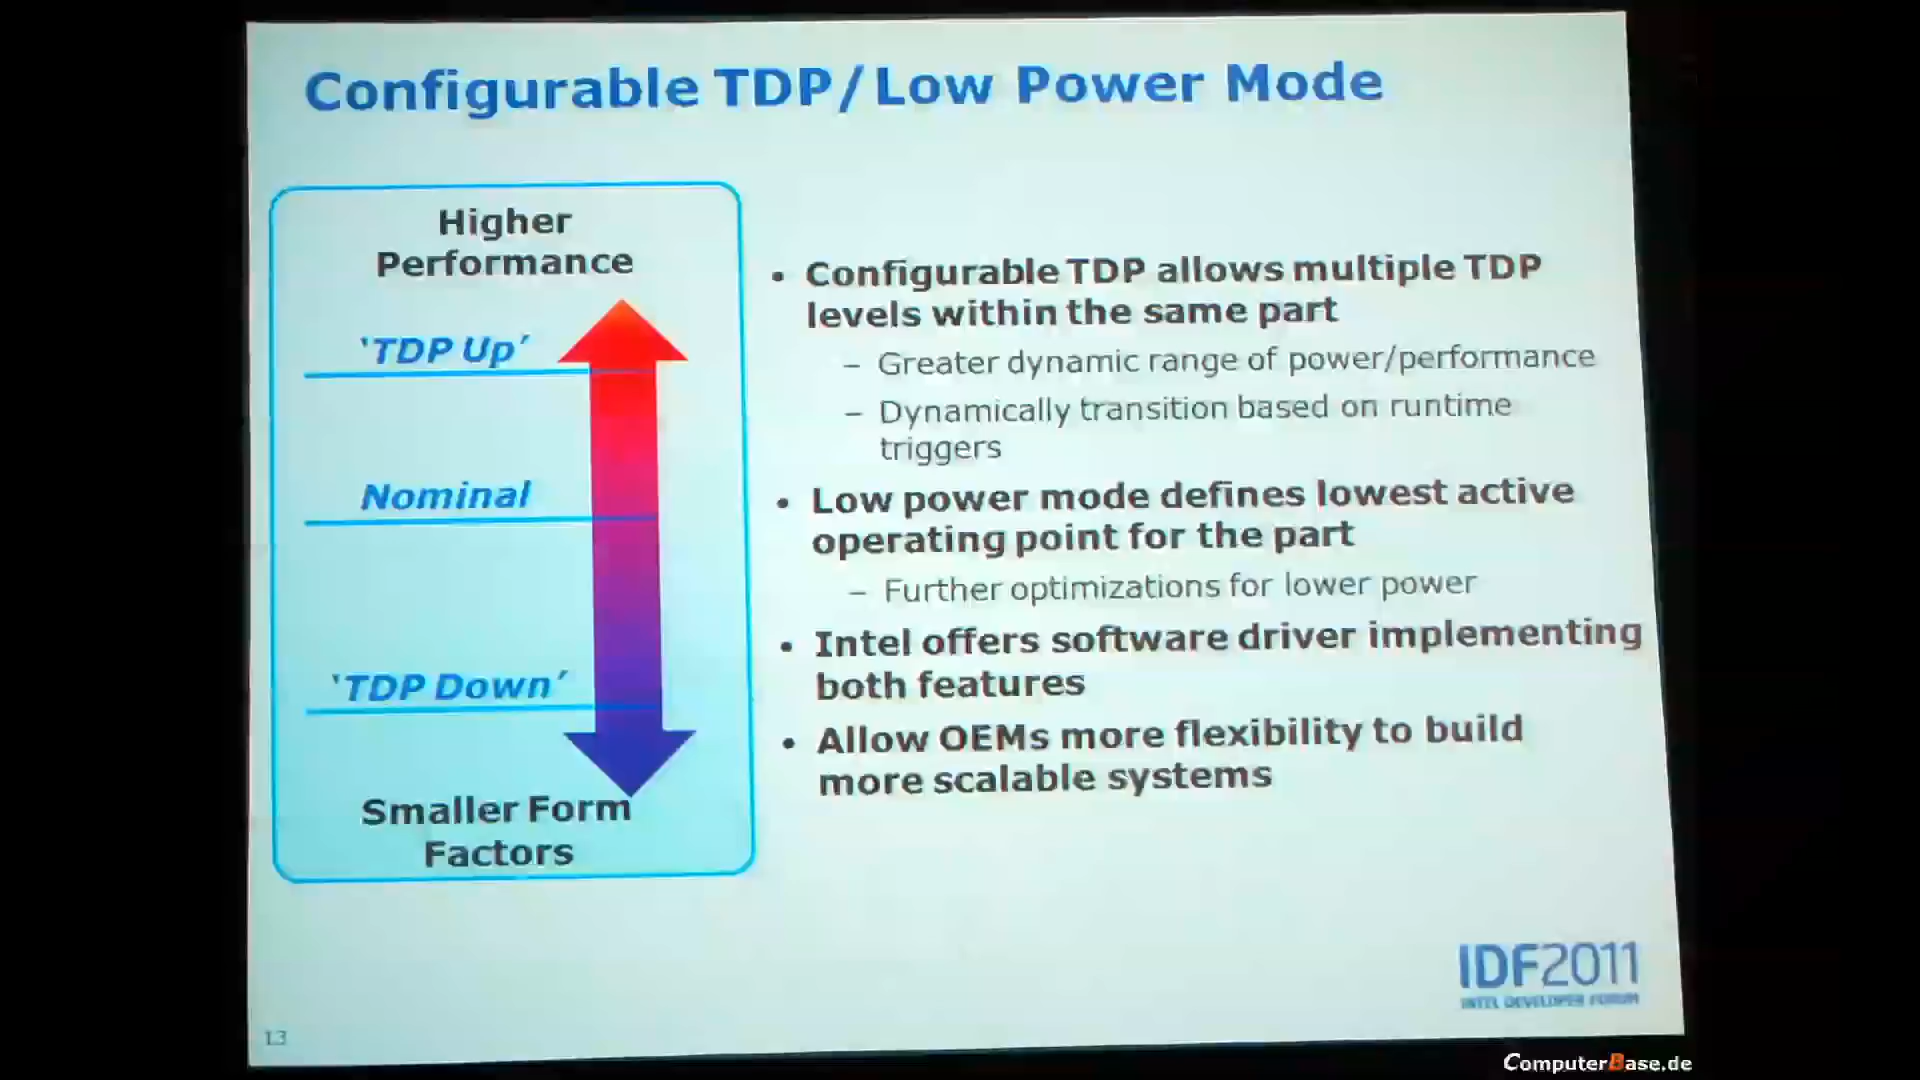 Configurable TDP/Low Power Mode
Higher
Performance
‘TDP Up’
Nominal
‘TDP Down’
Smaller Form
Factors
• Configurable TDP allows multiple TDP
levels within the same part
– Greater dynamic range of power/performance
– Dynamically transition based on runtime
triggers
• Low power mode defines lowest active
operating point for the part
– Further optimizations for lower power
• Intel offers software driver implementing
both features
• Allow OEMs more flexibility to build
more scalable systems
IDF2011
INTEL DEVELOPER FORUM
13
ComputerBase.de